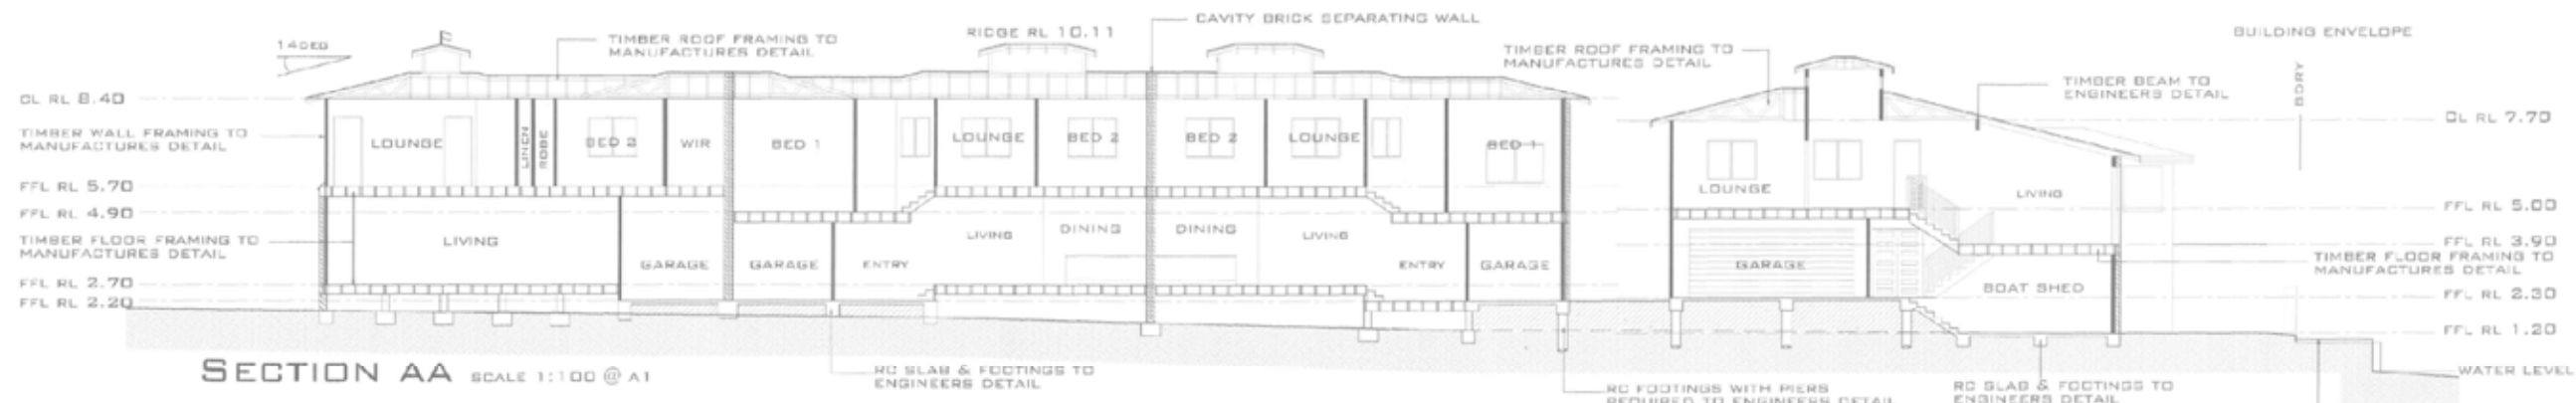 CAVITY BRICK SEPARATING WALL
RIDGE RL 10.11
BUILDING ENVELOPE
14DEG
TIMBER ROOF FRAMING TO
MANUFACTURES DETAIL
TIMBER ROOF FRAMING TO
MANUFACTURES DETAIL
TIMBER BEAM TO
ENGINEERS DETAIL
BDRY
CL RL 8.40
TIMBER WALL FRAMING TO
MANUFACTURES DETAIL
FFL RL 5.70
FFL RL 4.90
TIMBER FLOOR FRAMING TO
MANUFACTURES DETAIL
FFL RL 2.70
FFL RL 2.20
LOUNGE
LINEN
ROBE
BED 2
WIR
BED 1
LOUNGE
BED 2
BED 2
LOUNGE
BED 1
LIVING
GARAGE
GARAGE
ENTRY
LIVING
DINING
DINING
LIVING
ENTRY
GARAGE
LOUNGE
LIVING
GARAGE
BOAT SHED
CL RL 7.70
FFL RL 5.00
FFL RL 3.90
TIMBER FLOOR FRAMING TO
MANUFACTURES DETAIL
FFL RL 2.30
FFL RL 1.20
WATER LEVEL
SECTION AA SCALE 1:100 @ A1
RC SLAB & FOOTINGS TO
ENGINEERS DETAIL
RC FOOTINGS WITH PIERS
REQUIRED TO ENGINEERS DETAIL
RC SLAB & FOOTINGS TO
ENGINEERS DETAIL